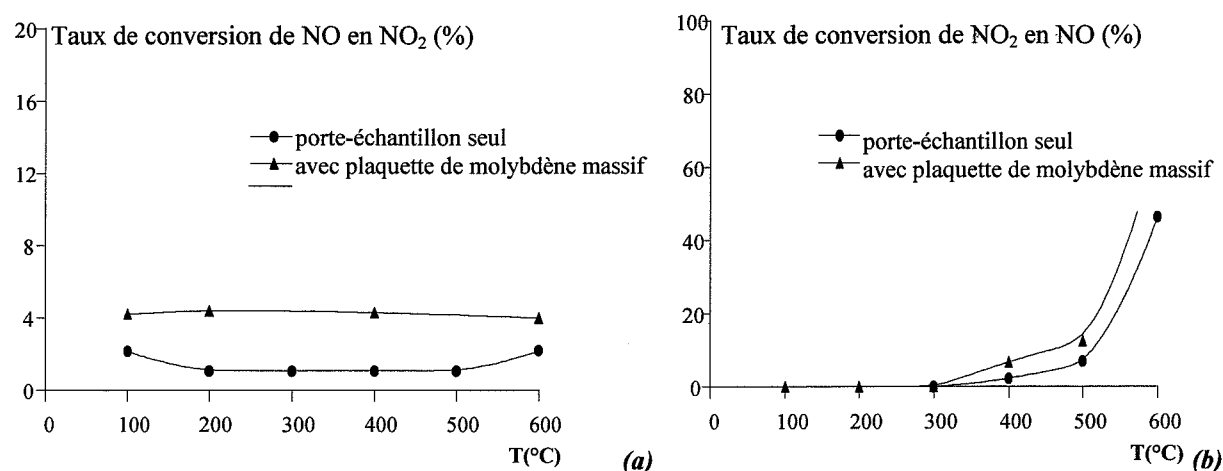 Taux de conversion de NO en NO₂ (%)
20
16
12
8
4
0
porte-échantillon seul
avec plaquette de molybdène massif
0 100 200 300 400 500 600
T(°C)
(a)
Taux de conversion de NO₂ en NO (%)
100
80
60
40
20
0
porte-échantillon seul
avec plaquette de molybdène massif
0 100 200 300 400 500 600
T(°C)
(b)